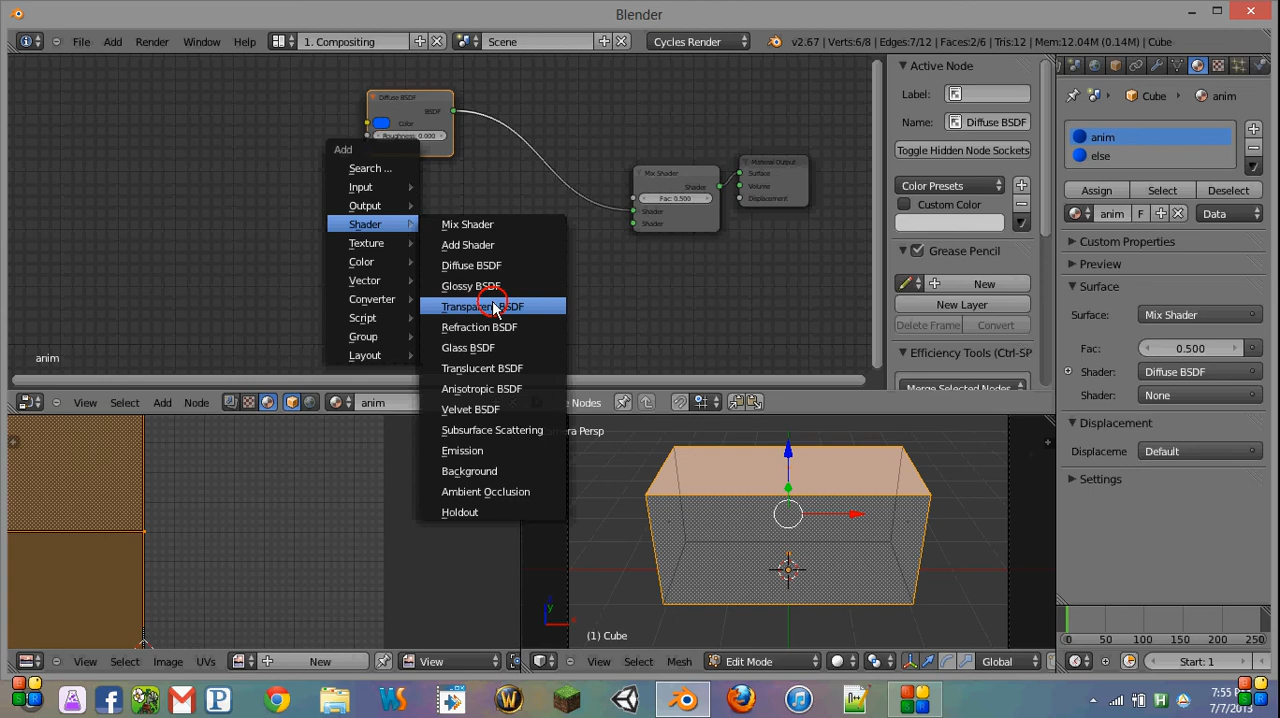 Blender
File Add Render Window Help 1. Compositing Scene Cycles Render v2.67 | Verts:6/8 | Edges:7/12 | Faces:2/6 | Tris:12 | Mem:12.04M (0.14M) | Cube
Diffuse BSDF
BSDF
Color
Roughness: 0.000
Add
Search ...
Input
Output
Shader
Texture
Color
Vector
Converter
Script
Group
Layout
Mix Shader
Add Shader
Diffuse BSDF
Glossy BSDF
Transparent BSDF
Refraction BSDF
Glass BSDF
Translucent BSDF
Anisotropic BSDF
Velvet BSDF
Subsurface Scattering
Emission
Background
Ambient Occlusion
Holdout
Mix Shader
Shader
Fac: 0.500
Shader
Shader
Material Output
Surface
Volume
Displacement
anim
Active Node
Label:
Name: Diffuse BSDF
Toggle Hidden Node Sockets
Color Presets
Custom Color
Grease Pencil
New
New Layer
Delete Frame Convert
Efficiency Tools (Ctrl-SP
Merge Selected Nodes
Cube anim
anim
else
Assign Select Deselect
anim F Data
Custom Properties
Preview
Surface
Surface: Mix Shader
Fac: 0.500
Shader: Diffuse BSDF
Shader: None
Displacement
Displaceme Default
Settings
View Select Add Node anim Nodes
Camera Persp
y
(1) Cube
View Select Image UVs New View
View Select Mesh Edit Mode Global
0 50 100 150 200 250
Start: 1
7:55 PM
7/7/2013